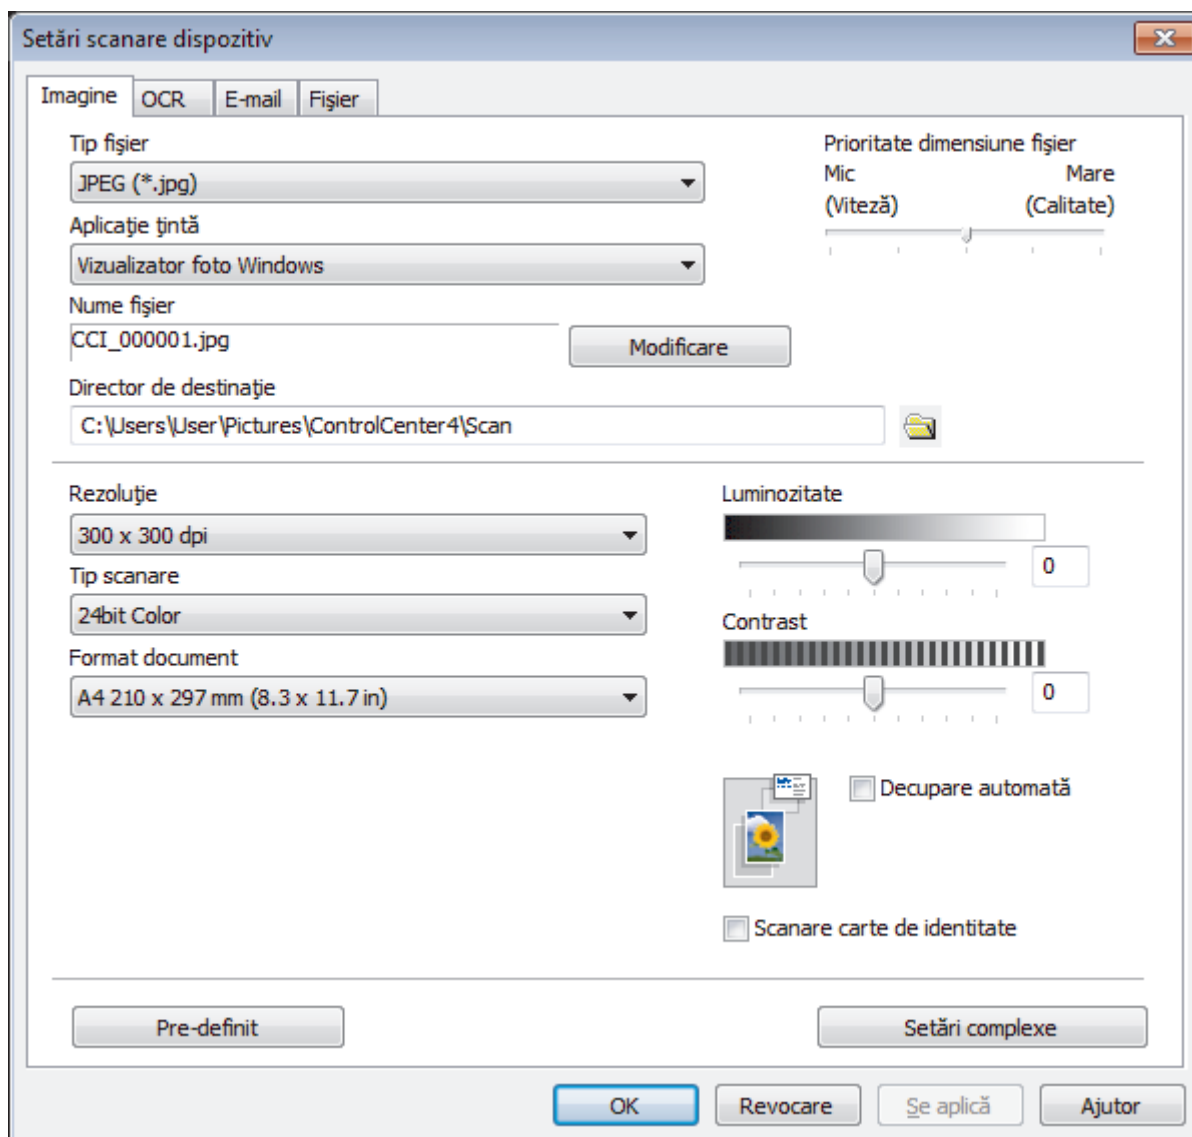 Setări scanare dispozitiv
Imagine OCR E-mail Fişier
Tip fişier
JPEG (*.jpg)
Aplicaţie ţintă
Vizualizator foto Windows
Nume fişier
CCI_000001.jpg
Modificare
Director de destinaţie
C:\Users\User\Pictures\ControlCenter4\Scan
Prioritate dimensiune fişier
Mic Mare
(Viteză) (Calitate)
Rezoluţie
300 x 300 dpi
Tip scanare
24bit Color
Format document
A4 210 x 297 mm (8.3 x 11.7 in)
Luminozitate
0
Contrast
0
Decupare automată
Scanare carte de identitate
Pre-definit
Setări complexe
OK Revocare Se aplică Ajutor